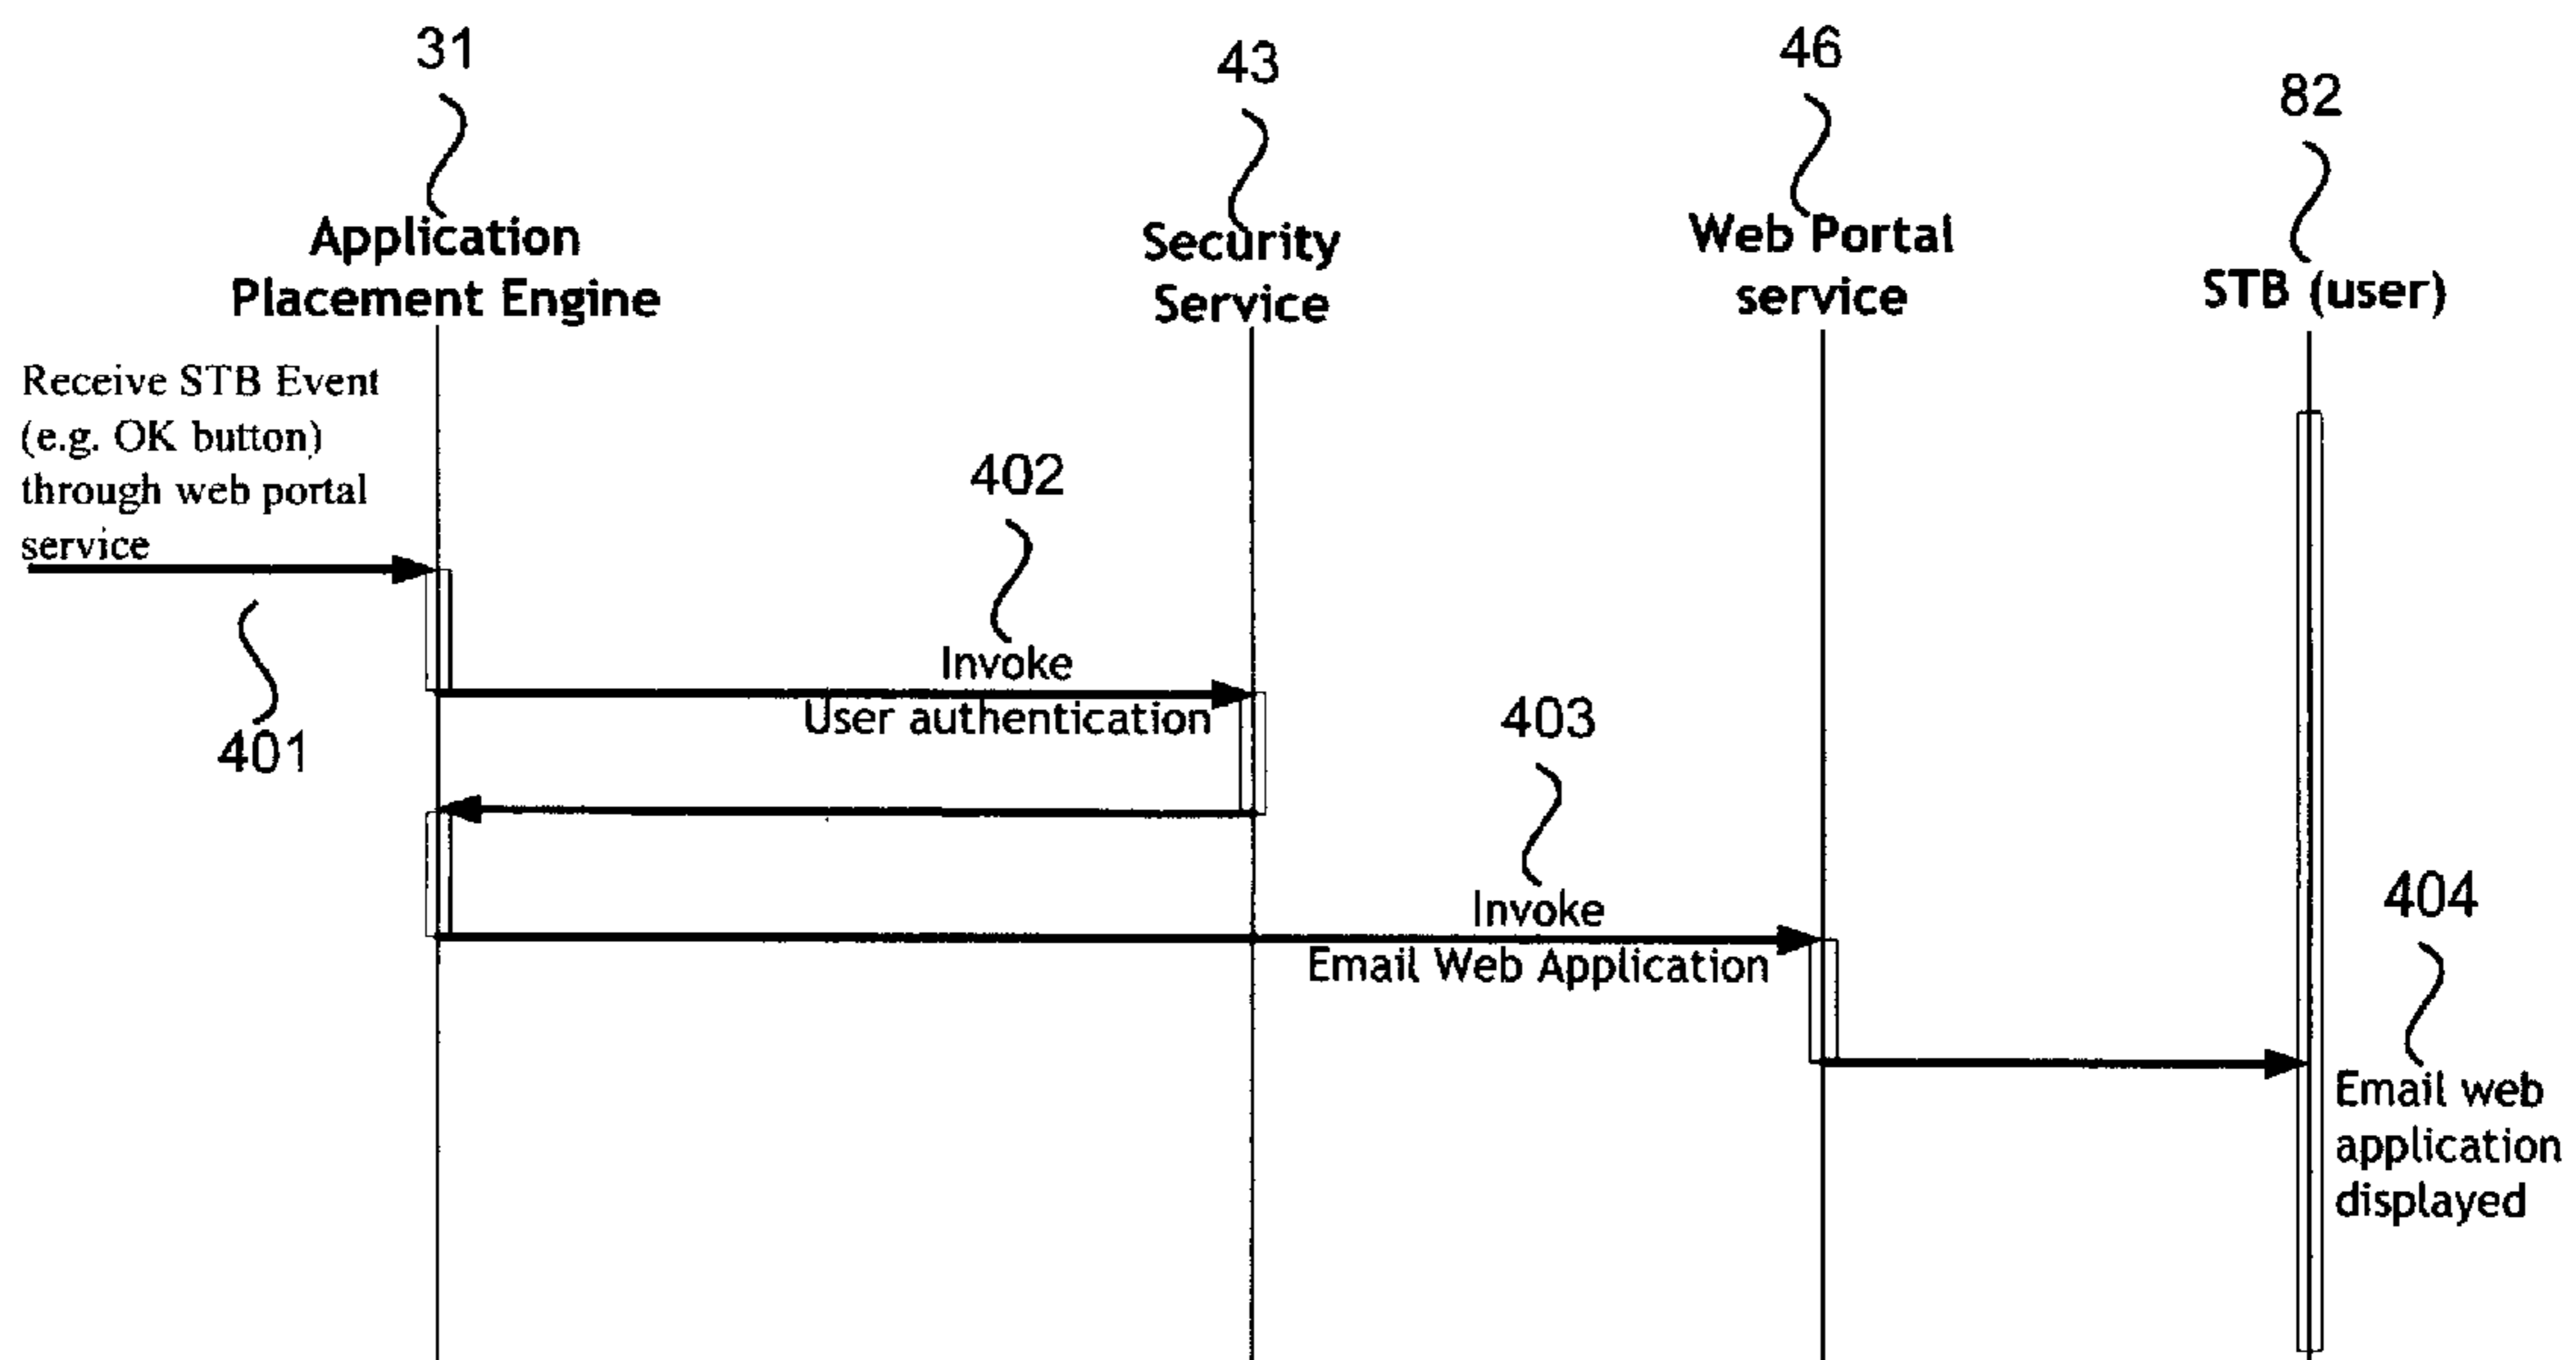 31
43
46
82
Application
Placement Engine
Security
Service
Web Portal
service
STB (user)
Receive STB Event
(e.g. OK button)
through web portal
service
401
402
Invoke
User authentication
403
Invoke
Email Web Application
404
Email web
application
displayed